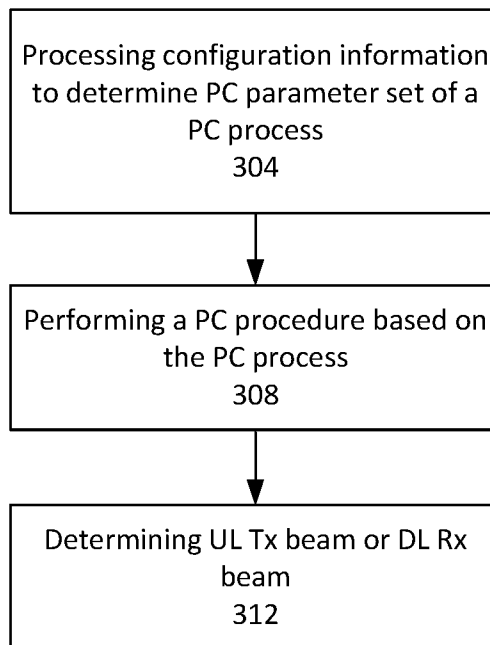 Processing configuration information
to determine PC parameter set of a
PC process
304
Performing a PC procedure based on
the PC process
308
Determining UL Tx beam or DL Rx
beam
312